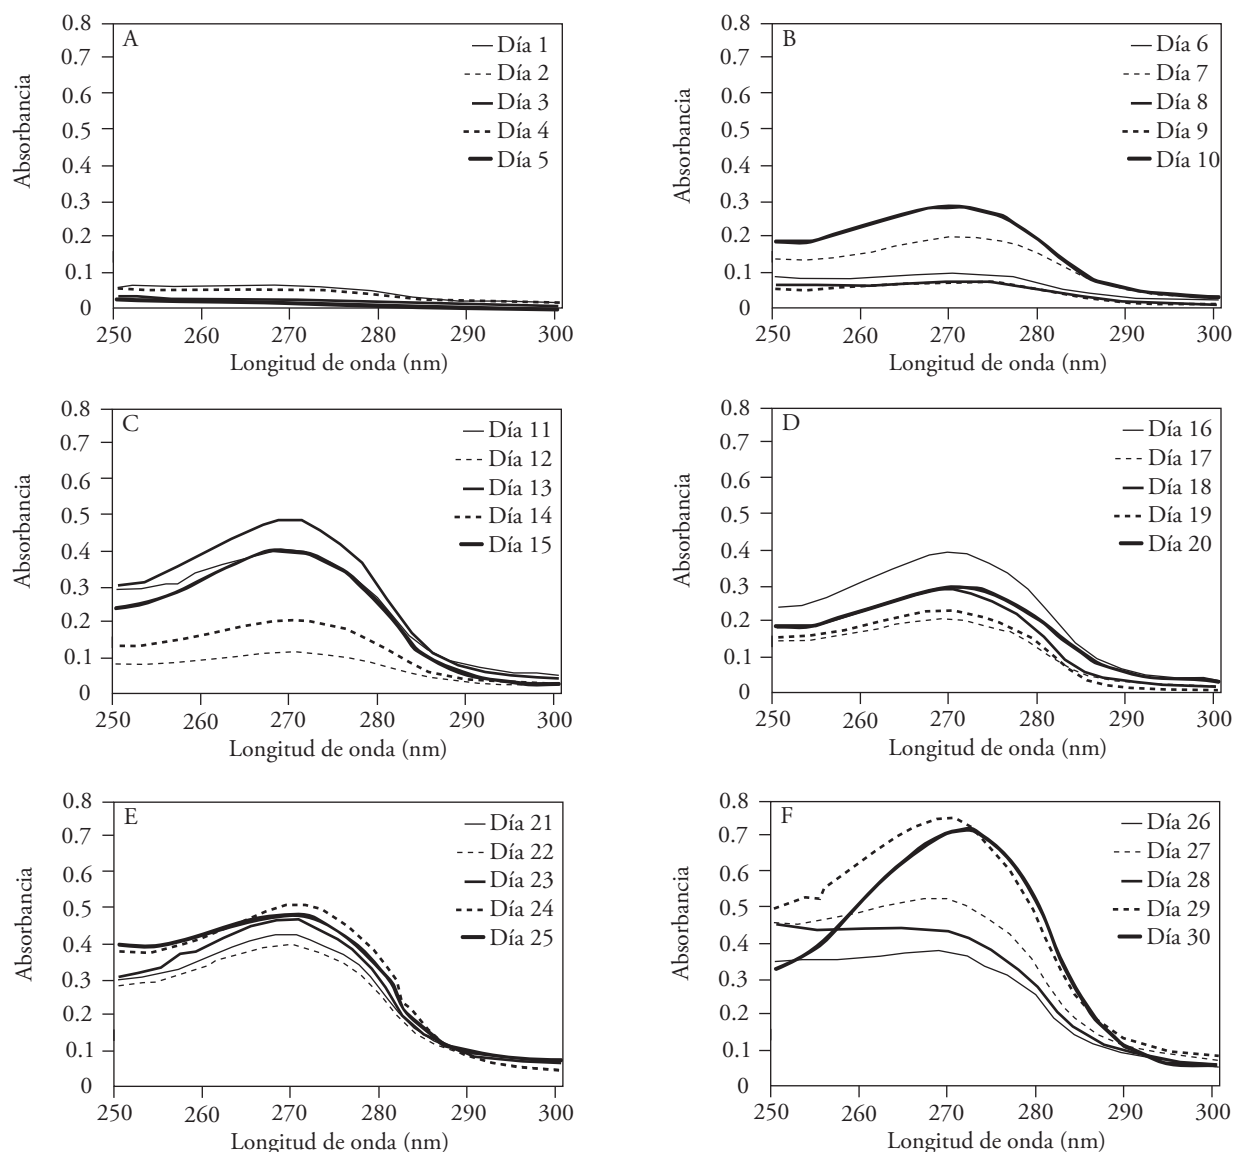 A
Absorbancia
0.8
0.7
0.6
0.5
0.4
0.3
0.2
0.1
0
Día 1
Día 2
Día 3
Día 4
Día 5
250 260 270 280 290 300
Longitud de onda (nm)
B
Absorbancia
0.8
0.7
0.6
0.5
0.4
0.3
0.2
0.1
0
Día 6
Día 7
Día 8
Día 9
Día 10
250 260 270 280 290 300
Longitud de onda (nm)
C
Absorbancia
0.8
0.7
0.6
0.5
0.4
0.3
0.2
0.1
0
Día 11
Día 12
Día 13
Día 14
Día 15
250 260 270 280 290 300
Longitud de onda (nm)
D
Absorbancia
0.8
0.7
0.6
0.5
0.4
0.3
0.2
0.1
0
Día 16
Día 17
Día 18
Día 19
Día 20
250 260 270 280 290 300
Longitud de onda (nm)
E
Absorbancia
0.8
0.7
0.6
0.5
0.4
0.3
0.2
0.1
0
Día 21
Día 22
Día 23
Día 24
Día 25
250 260 270 280 290 300
Longitud de onda (nm)
F
Absorbancia
0.8
0.7
0.6
0.5
0.4
0.3
0.2
0.1
0
Día 26
Día 27
Día 28
Día 29
Día 30
250 260 270 280 290 300
Longitud de onda (nm)